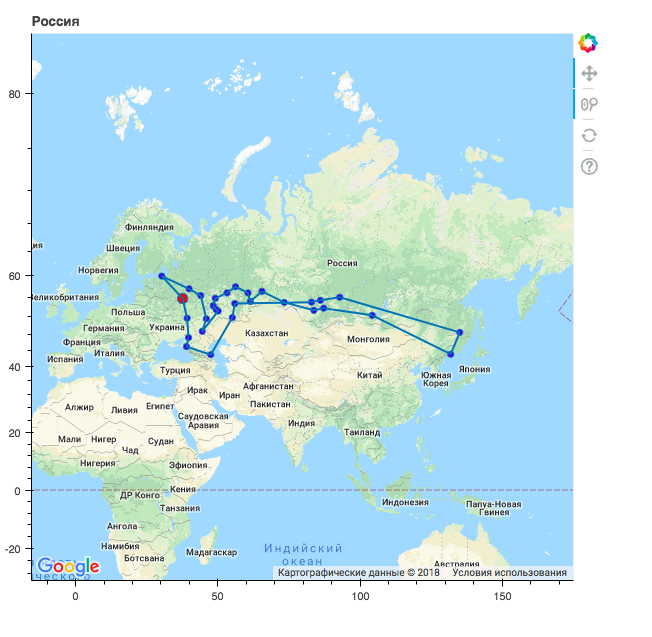 Россия
80
60
40
20
0
-20
0
50
100
150
ия
Финляндия
Швеция
Норвегия
Россия
Великобритания
Польша
Германия
Украина
Франция
Италия
Испания
Турция
Казахстан
Монголия
Китай
Южная
Корея
Япония
Ирак
Иран
Афганистан
Пакистан
Алжир
Ливия
Египет
Саудовская
Аравия
Индия
Таиланд
Мали
Нигер
Чад
Судан
Нигерия
Эфиопия
ДР Конго
Кения
Танзания
Индонезия
Папуа-Новая
Гвинея
Ангола
Намибия
Ботсвана
Мадагаскар
Индийский
океан
Австралия
Google
Картографические данные © 2018
Условия использования